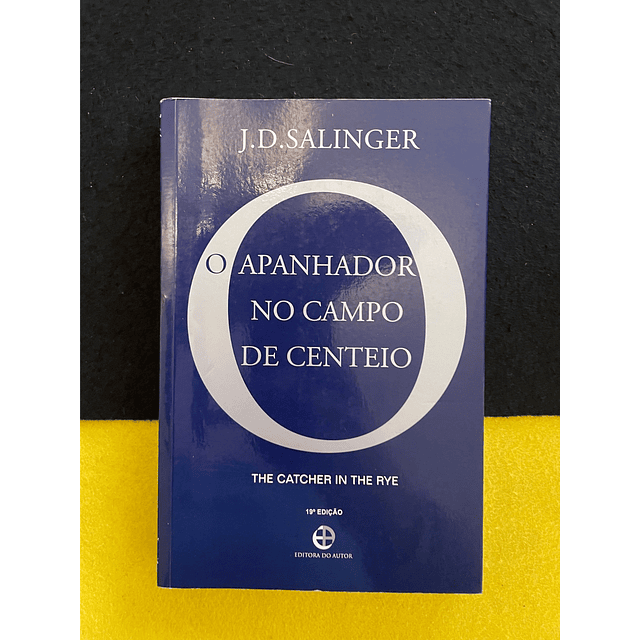 J.D.SALINGER
O APANHADOR
NO CAMPO
DE CENTEIO
THE CATCHER IN THE RYE
19ª EDIÇÃO
EDITORA DO AUTOR